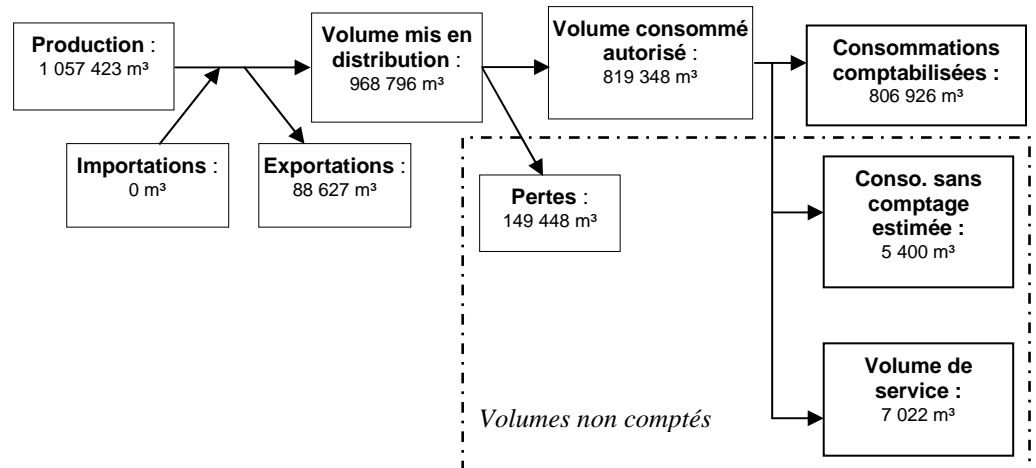 Production :
1 057 423 m³
Volume mis en
distribution :
968 796 m³
Volume consommé
autorisé :
819 348 m³
Consommations
comptabilisées :
806 926 m³
Importations :
0 m³
Exportations :
88 627 m³
Pertes :
149 448 m³
Conso. sans
comptage
estimée :
5 400 m³
Volume de
service :
7 022 m³
Volumes non comptés